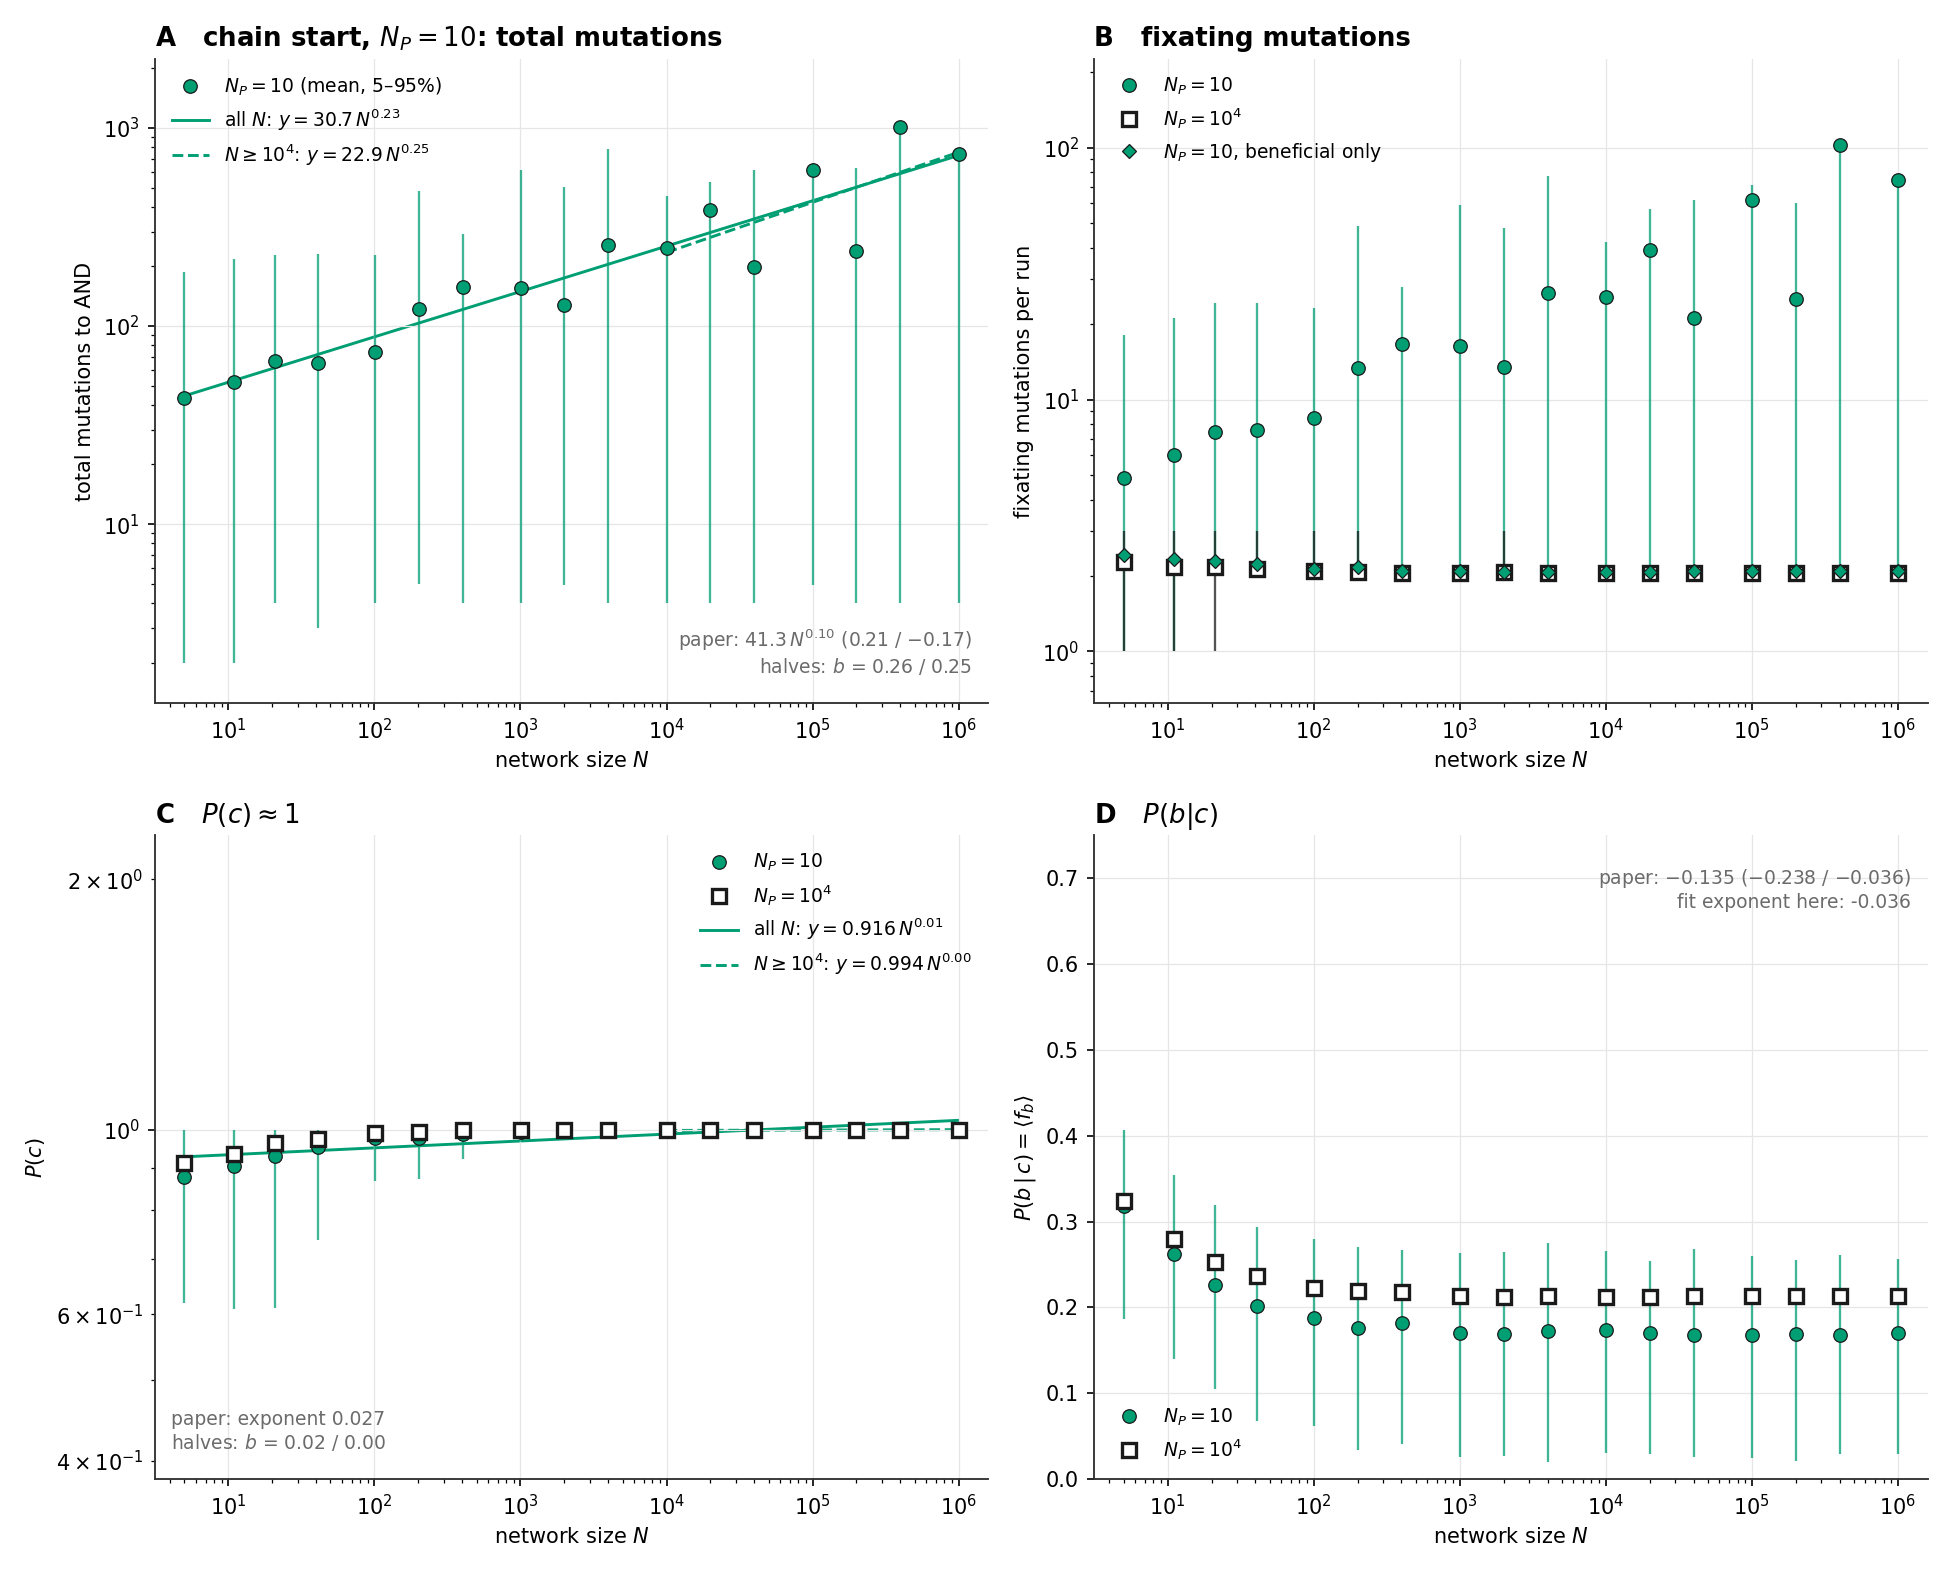 A chain start, N_P = 10: total mutations
N_P = 10 (mean, 5–95%)
all N: y = 30.7 N^0.23
N ≥ 10^4: y = 22.9 N^0.25
10^3
10^2
10^1
total mutations to AND
paper: 41.3 N^0.10 (0.21 / −0.17)
halves: b = 0.26 / 0.25
10^1 10^2 10^3 10^4 10^5 10^6
network size N
B fixating mutations
N_P = 10
N_P = 10^4
N_P = 10, beneficial only
10^2
10^1
10^0
fixating mutations per run
10^1 10^2 10^3 10^4 10^5 10^6
network size N
C P(c) ≈ 1
N_P = 10
N_P = 10^4
all N: y = 0.916 N^0.01
N ≥ 10^4: y = 0.994 N^0.00
2 × 10^0
10^0
6 × 10^−1
4 × 10^−1
P(c)
paper: exponent 0.027
halves: b = 0.02 / 0.00
10^1 10^2 10^3 10^4 10^5 10^6
network size N
D P(b|c)
paper: −0.135 (−0.238 / −0.036)
fit exponent here: -0.036
0.7
0.6
0.5
0.4
0.3
0.2
0.1
0.0
P(b | c) = ⟨f_b⟩
N_P = 10
N_P = 10^4
10^1 10^2 10^3 10^4 10^5 10^6
network size N